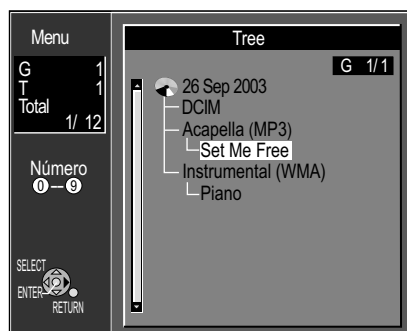 Menu
G 1
T 1
Total
1/ 12
Número
0 – 9
SELECT
ENTER
RETURN
Tree
G 1/1
26 Sep 2003
DCIM
Acapella (MP3)
Set Me Free
Instrumental (WMA)
Piano